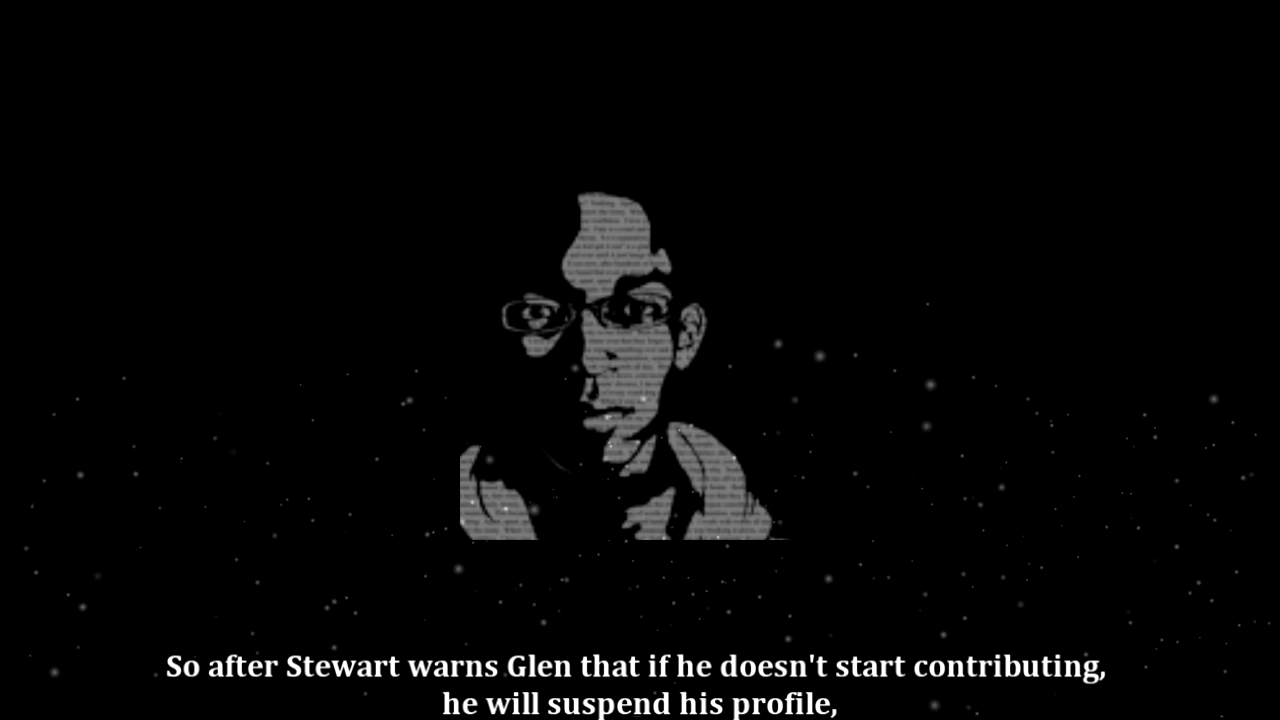 So after Stewart warns Glen that if he doesn't start contributing,
he will suspend his profile,